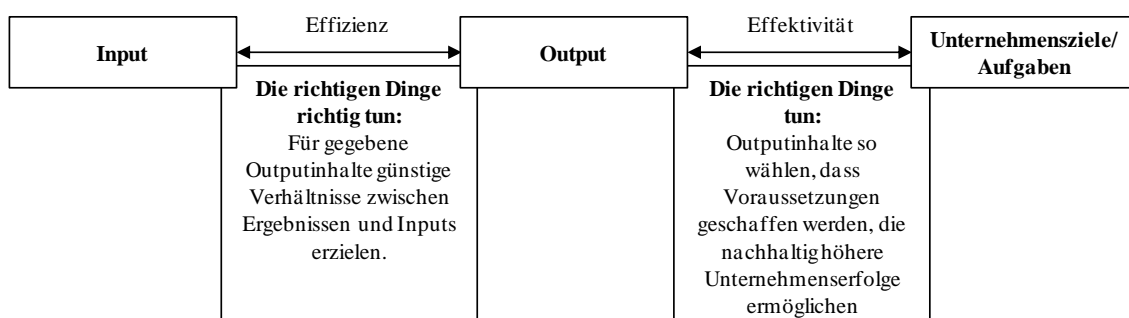 Effizienz
Effektivität
Input
Output
Unternehmensziele/
Aufgaben
Die richtigen Dinge
richtig tun:
Für gegebene
Outputinhalte günstige
Verhältnisse zwischen
Ergebnissen und Inputs
erzielen.
Die richtigen Dinge
tun:
Outputinhalte so
wählen, dass
Voraussetzungen
geschaffen werden, die
nachhaltig höhere
Unternehmenserfolge
ermöglichen